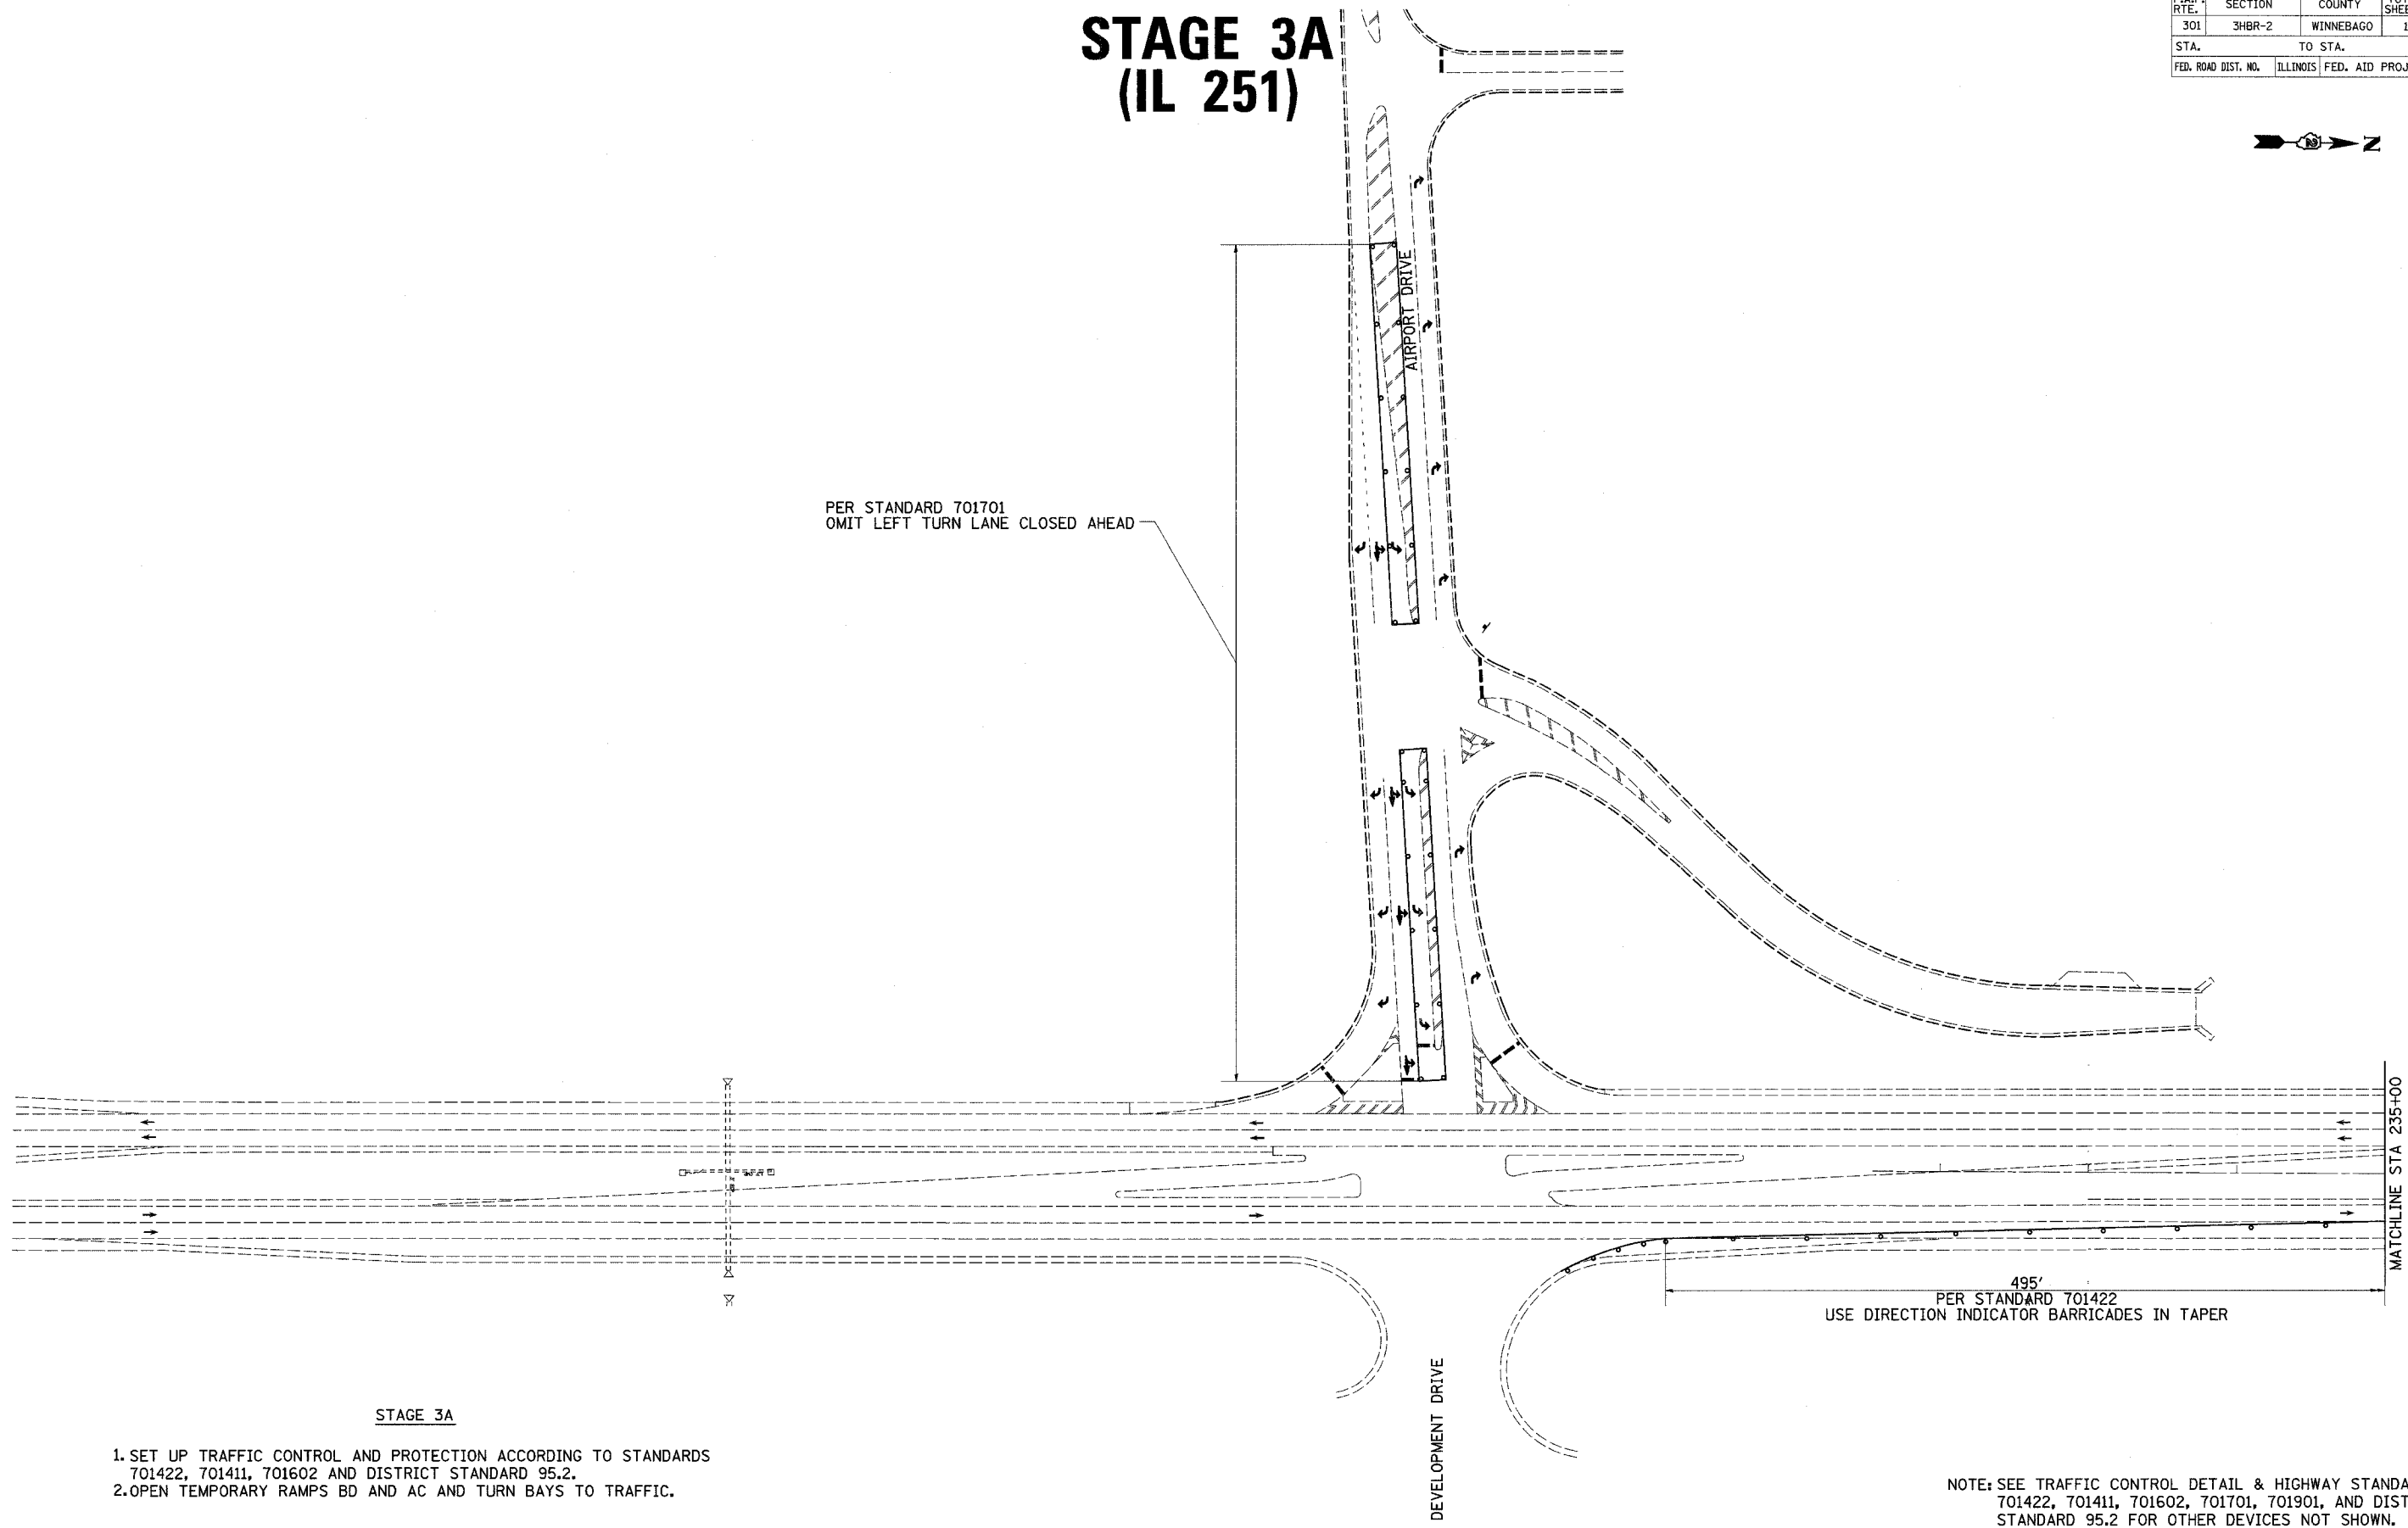 STAGE 3A
(IL 251)
RTE. SECTION COUNTY
301 3HBR-2 WINNEBAGO 1
STA. TO STA.
FED. ROAD DIST. NO. ILLINOIS FED. AID PROJ
N
AIRPORT DRIVE
PER STANDARD 701701
OMIT LEFT TURN LANE CLOSED AHEAD
MATCHLINE STA 235+00
495'
PER STANDARD 701422
USE DIRECTION INDICATOR BARRICADES IN TAPER
DEVELOPMENT DRIVE
STAGE 3A
1. SET UP TRAFFIC CONTROL AND PROTECTION ACCORDING TO STANDARDS
701422, 701411, 701602 AND DISTRICT STANDARD 95.2.
2. OPEN TEMPORARY RAMPS BD AND AC AND TURN BAYS TO TRAFFIC.
NOTE: SEE TRAFFIC CONTROL DETAIL & HIGHWAY STANDA
701422, 701411, 701602, 701701, 701901, AND DIST
STANDARD 95.2 FOR OTHER DEVICES NOT SHOWN.